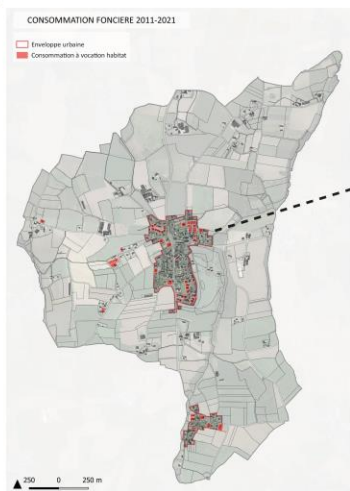 CONSOMMATION FONCIERE 2011-2021
Enveloppe urbaine
Consommation à vocation habitat
250 0 250 m